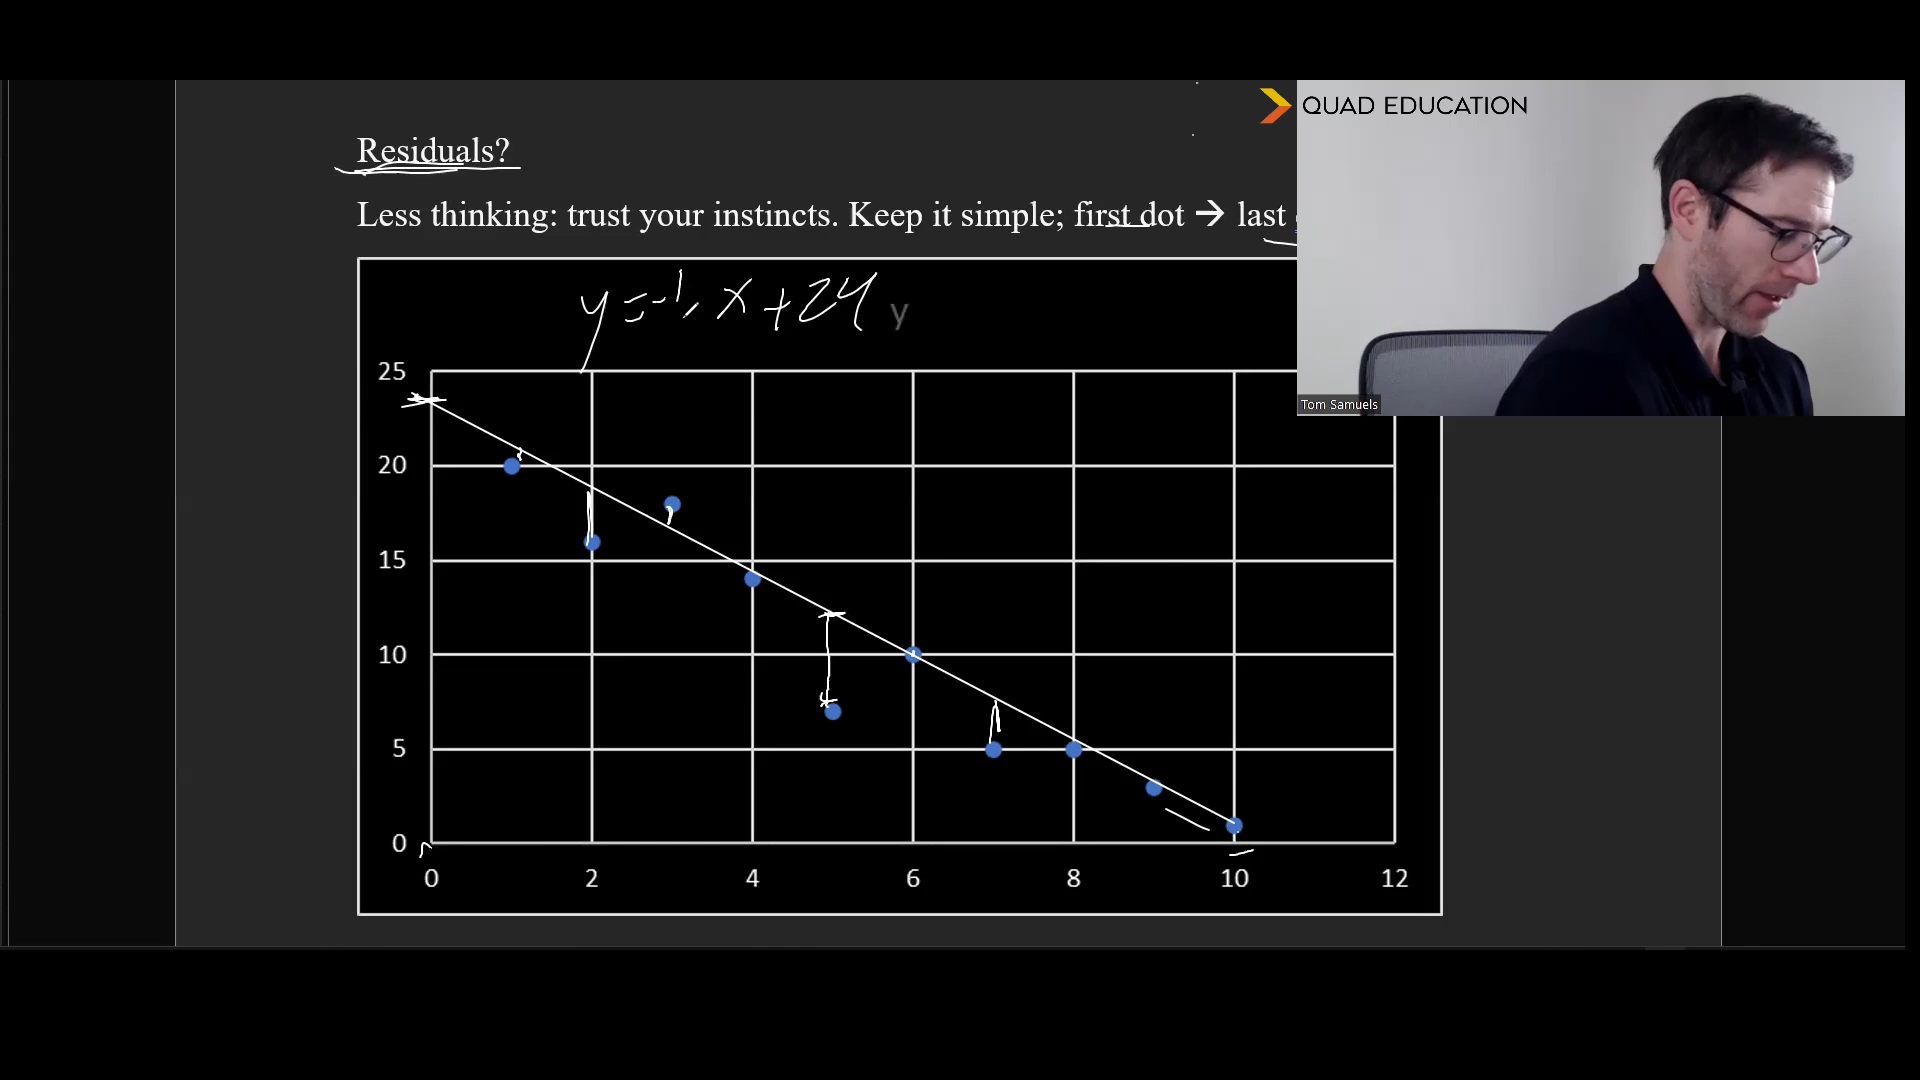 QUAD EDUCATION
Residuals?
Less thinking: trust your instincts. Keep it simple; first dot → last
y = -1. x + 24
y
25
20
15
10
5
0
0 2 4 6 8 10 12
Tom Samuels